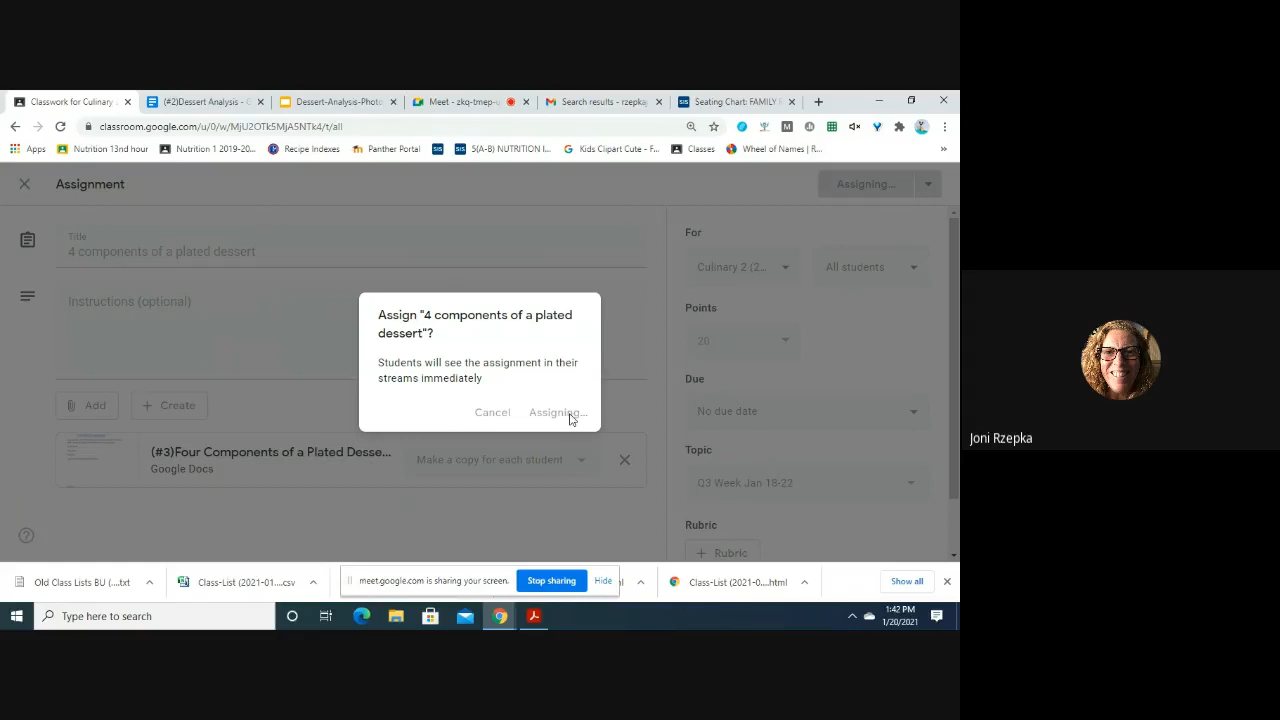 Classwork for Culinary
(#2)Dessert Analysis - G
Dessert-Analysis-Photo
Meet - zkq-tmep-u
Search results - rzepkaj
Seating Chart: FAMILY
classroom.google.com/u/0/w/MjU2OTk5MjA5NTk4/t/all
Apps
Nutrition 13nd hour
Nutrition 1 2019-20...
Recipe Indexes
Panther Portal
SIS
SIS
5(A-B) NUTRITION I...
Kids Clipart Cute - F...
Classes
Wheel of Names | R...
»
Assignment
Assigning...
Title
4 components of a plated dessert
Instructions (optional)
Add
Create
(#3)Four Components of a Plated Desse...
Google Docs
Make a copy for each student
For
Culinary 2 (2...
All students
Points
20
Due
No due date
Topic
Q3 Week Jan 18-22
Rubric
Rubric
Assign "4 components of a plated
dessert"?
Students will see the assignment in their
streams immediately
Cancel
Assigning...
Joni Rzepka
Old Class Lists BU (....txt
Class-List (2021-01....csv
meet.google.com is sharing your screen.
Stop sharing
Hide
Class-List (2021-0....html
Show all
Type here to search
1:42 PM
1/20/2021